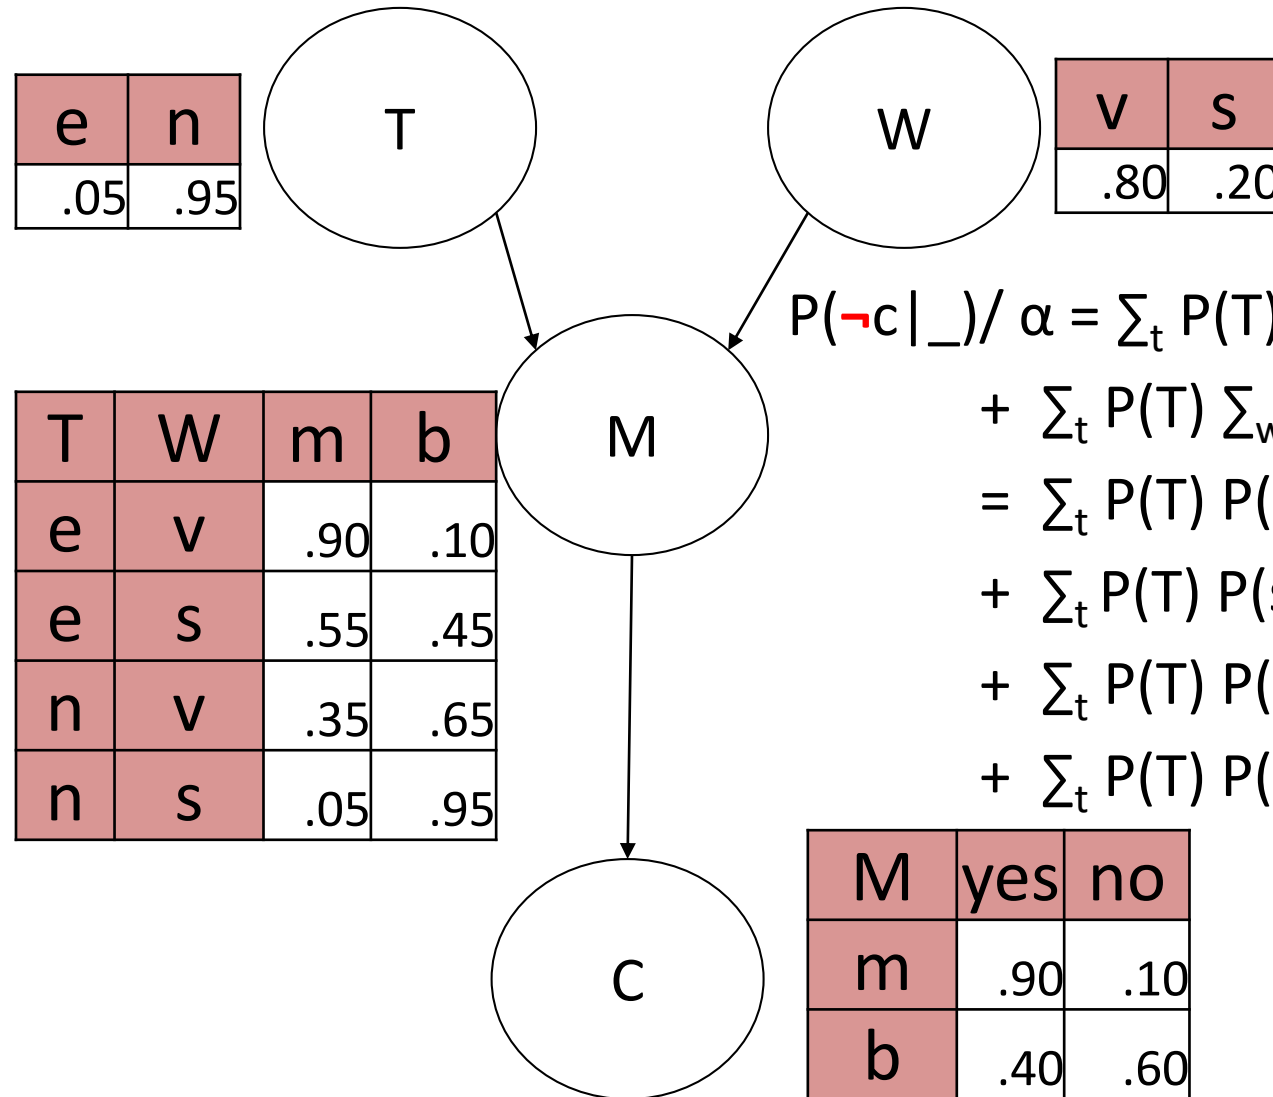 e n
.05 .95
T
W
v s
.80 .20
P(¬c|_)/ α = ∑t P(T)
+ ∑t P(T) ∑w
= ∑t P(T) P(
+ ∑t P(T) P(s
+ ∑t P(T) P(
+ ∑t P(T) P(
T W m b
e v .90 .10
e s .55 .45
n v .35 .65
n s .05 .95
M
C
M yes no
m .90 .10
b .40 .60